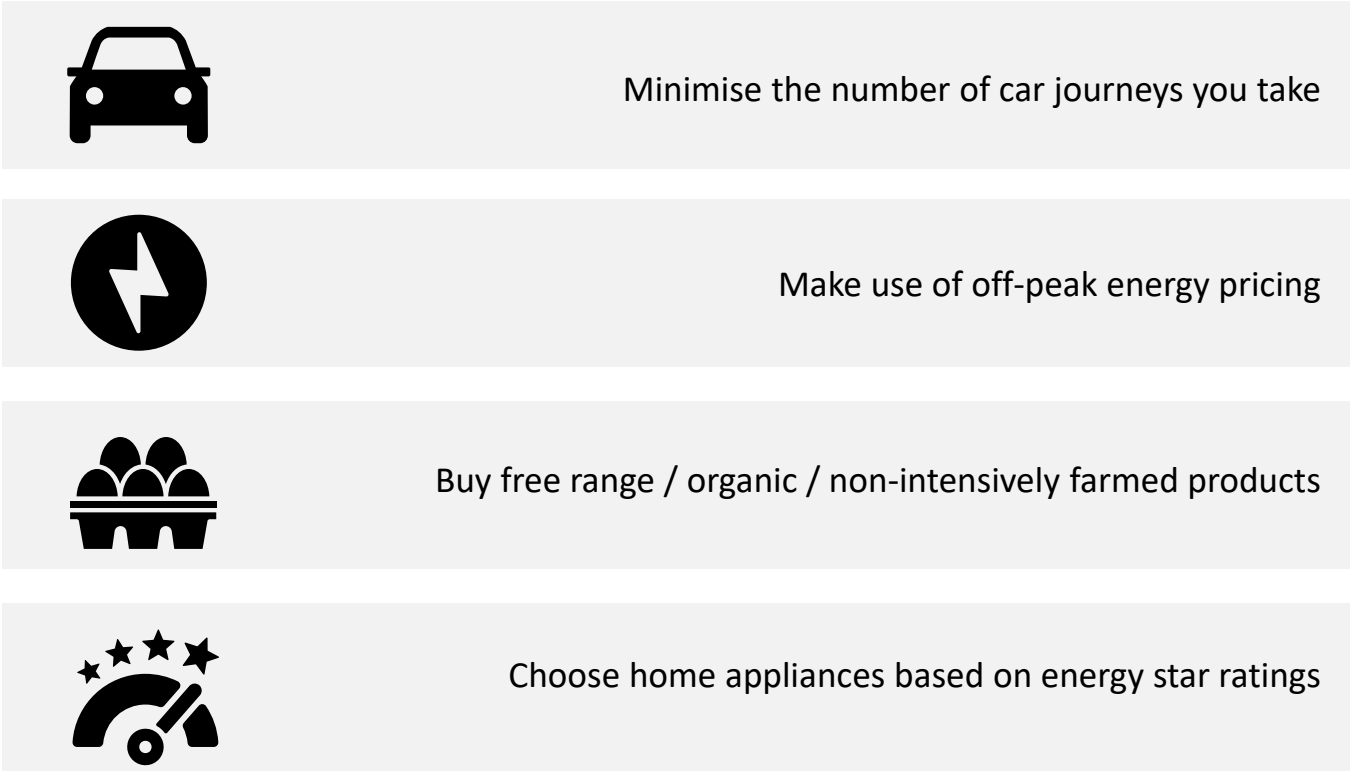 Minimise the number of car journeys you take
Make use of off-peak energy pricing
Buy free range / organic / non-intensively farmed products
Choose home appliances based on energy star ratings